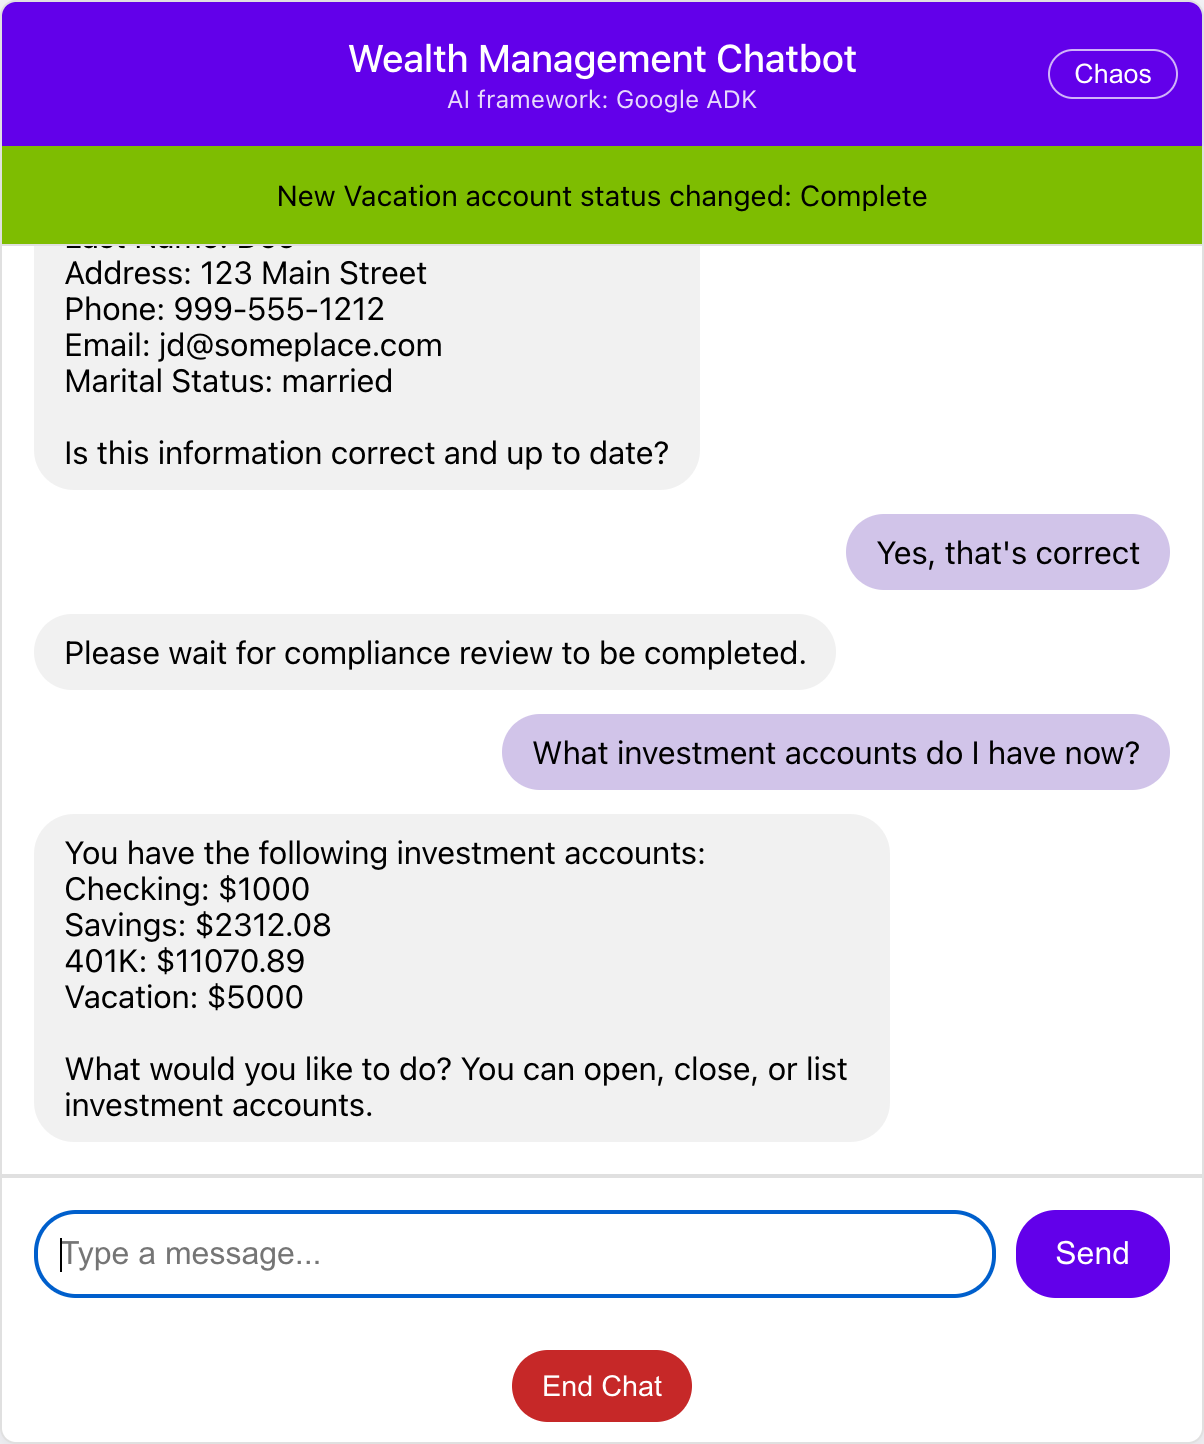 Wealth Management Chatbot
AI framework: Google ADK
Chaos
New Vacation account status changed: Complete
Last Name: Doe
Address: 123 Main Street
Phone: 999-555-1212
Email: jd@someplace.com
Marital Status: married
Is this information correct and up to date?
Yes, that's correct
Please wait for compliance review to be completed.
What investment accounts do I have now?
You have the following investment accounts:
Checking: $1000
Savings: $2312.08
401K: $11070.89
Vacation: $5000
What would you like to do? You can open, close, or list
investment accounts.
Type a message...
Send
End Chat